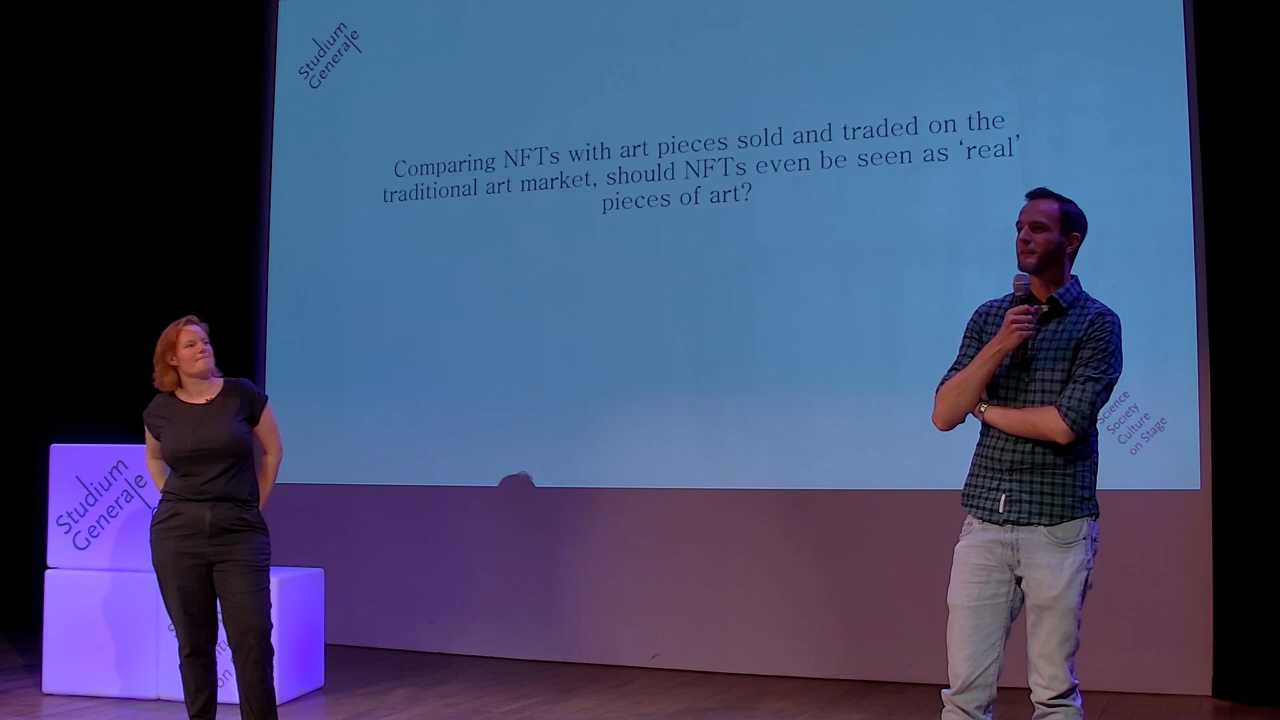 Studium
Generale
Comparing NFTs with art pieces sold and traded on the
traditional art market, should NFTs even be seen as ‘real’
pieces of art?
Science
Society
Culture
on Stage
Studium
Generale